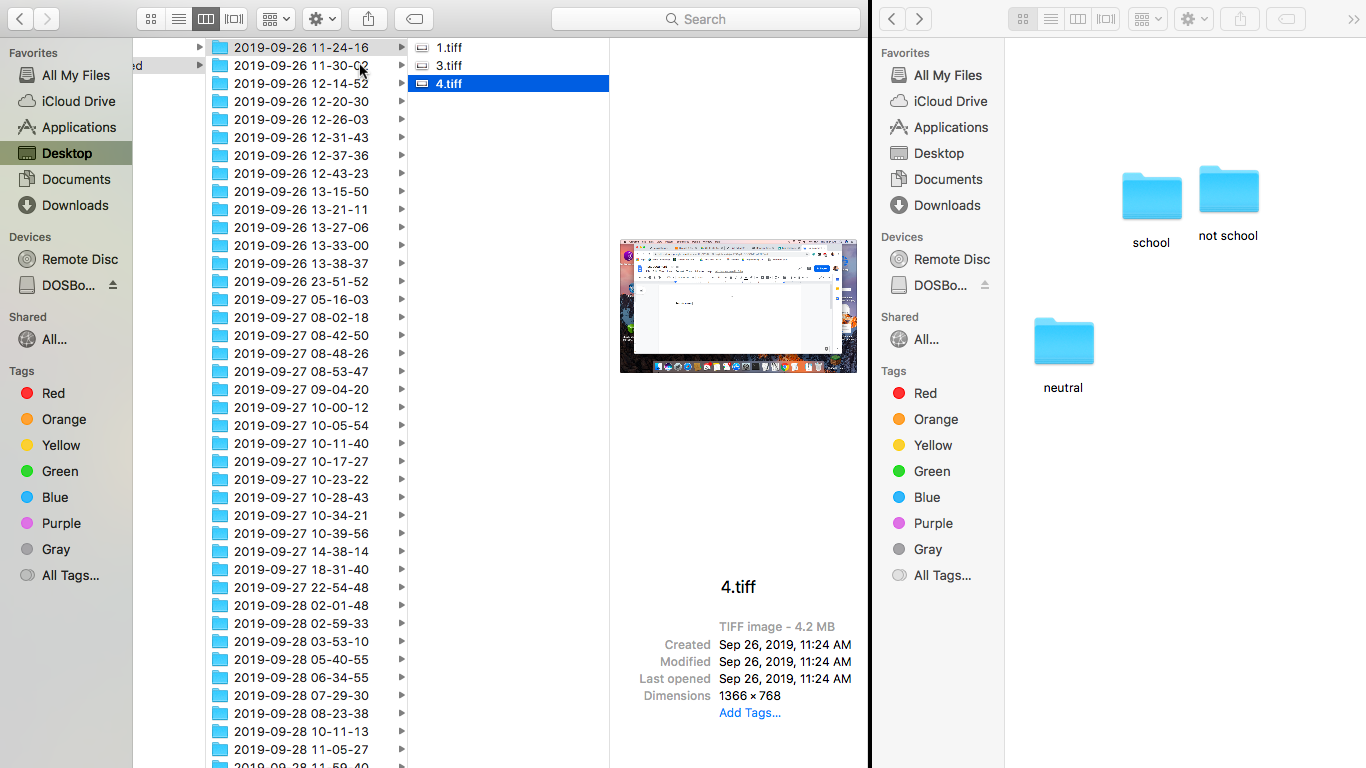 Search
Favorites
All My Files
iCloud Drive
Applications
Desktop
Documents
Downloads
Devices
Remote Disc
DOSBo...
Shared
All...
Tags
Red
Orange
Yellow
Green
Blue
Purple
Gray
All Tags...
ed
2019-09-26 11-24-16
2019-09-26 11-30-02
2019-09-26 12-14-52
2019-09-26 12-20-30
2019-09-26 12-26-03
2019-09-26 12-31-43
2019-09-26 12-37-36
2019-09-26 12-43-23
2019-09-26 13-15-50
2019-09-26 13-21-11
2019-09-26 13-27-06
2019-09-26 13-33-00
2019-09-26 13-38-37
2019-09-26 23-51-52
2019-09-27 05-16-03
2019-09-27 08-02-18
2019-09-27 08-42-50
2019-09-27 08-48-26
2019-09-27 08-53-47
2019-09-27 09-04-20
2019-09-27 10-00-12
2019-09-27 10-05-54
2019-09-27 10-11-40
2019-09-27 10-17-27
2019-09-27 10-23-22
2019-09-27 10-28-43
2019-09-27 10-34-21
2019-09-27 10-39-56
2019-09-27 14-38-14
2019-09-27 18-31-40
2019-09-27 22-54-48
2019-09-28 02-01-48
2019-09-28 02-59-33
2019-09-28 03-53-10
2019-09-28 05-40-55
2019-09-28 06-34-55
2019-09-28 07-29-30
2019-09-28 08-23-38
2019-09-28 10-11-13
2019-09-28 11-05-27
2019-09-28 11-59-40
1.tiff
3.tiff
4.tiff
4.tiff
TIFF image - 4.2 MB
Created Sep 26, 2019, 11:24 AM
Modified Sep 26, 2019, 11:24 AM
Last opened Sep 26, 2019, 11:24 AM
Dimensions 1366 × 768
Add Tags...
Favorites
All My Files
iCloud Drive
Applications
Desktop
Documents
Downloads
Devices
Remote Disc
DOSBo...
Shared
All...
Tags
Red
Orange
Yellow
Green
Blue
Purple
Gray
All Tags...
school
not school
neutral